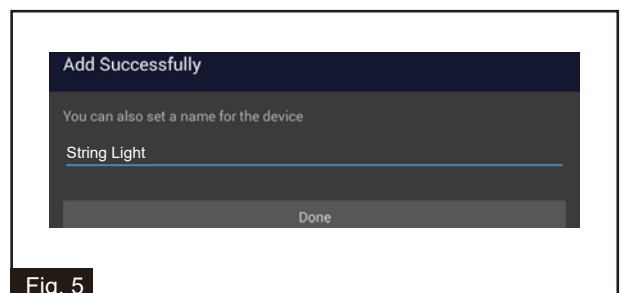 Add Successfully
You can also set a name for the device
String Light
Done
Fig. 5